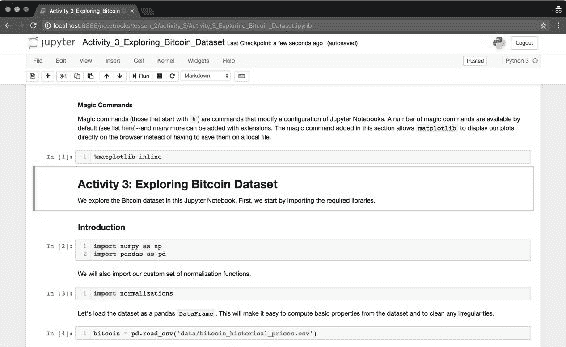 Activity 3 Exploring Bitcoin D
localhost:8888/notebooks/lesson_2/activity_3/Activity_3_Exploring_Bitcoin_Dataset.ipynb
jupyter Activity_3_Exploring_Bitcoin_Dataset Last Checkpoint: a few seconds ago (autosaved)
Logout
File Edit View Insert Cell Kernel Widgets Help
Trusted Python 3
Run Markdown
Magic Commands
Magic commands (those that start with %) are commands that modify a configuration of Jupyter Notebooks. A number of magic commands are available by
default (see list here)--and many more can be added with extensions. The magic command added in this section allows matplotlib to display our plots
directly on the browser instead of having to save them on a local file.
In [1]: 1 %matplotlib inline
Activity 3: Exploring Bitcoin Dataset
We explore the Bitcoin dataset in this Jupyter Notebook. First, we start by importing the required libraries.
Introduction
In [2]: 1 import numpy as np
2 import pandas as pd
We will also import our custom set of normalization functions.
In [3]: 1 import normalizations
Let's load the dataset as a pandas DataFrame. This will make it easy to compute basic properties from the dataset and to clean any irregularities.
In [4]: 1 bitcoin = pd.read_csv('data/bitcoin_historical_prices.csv')